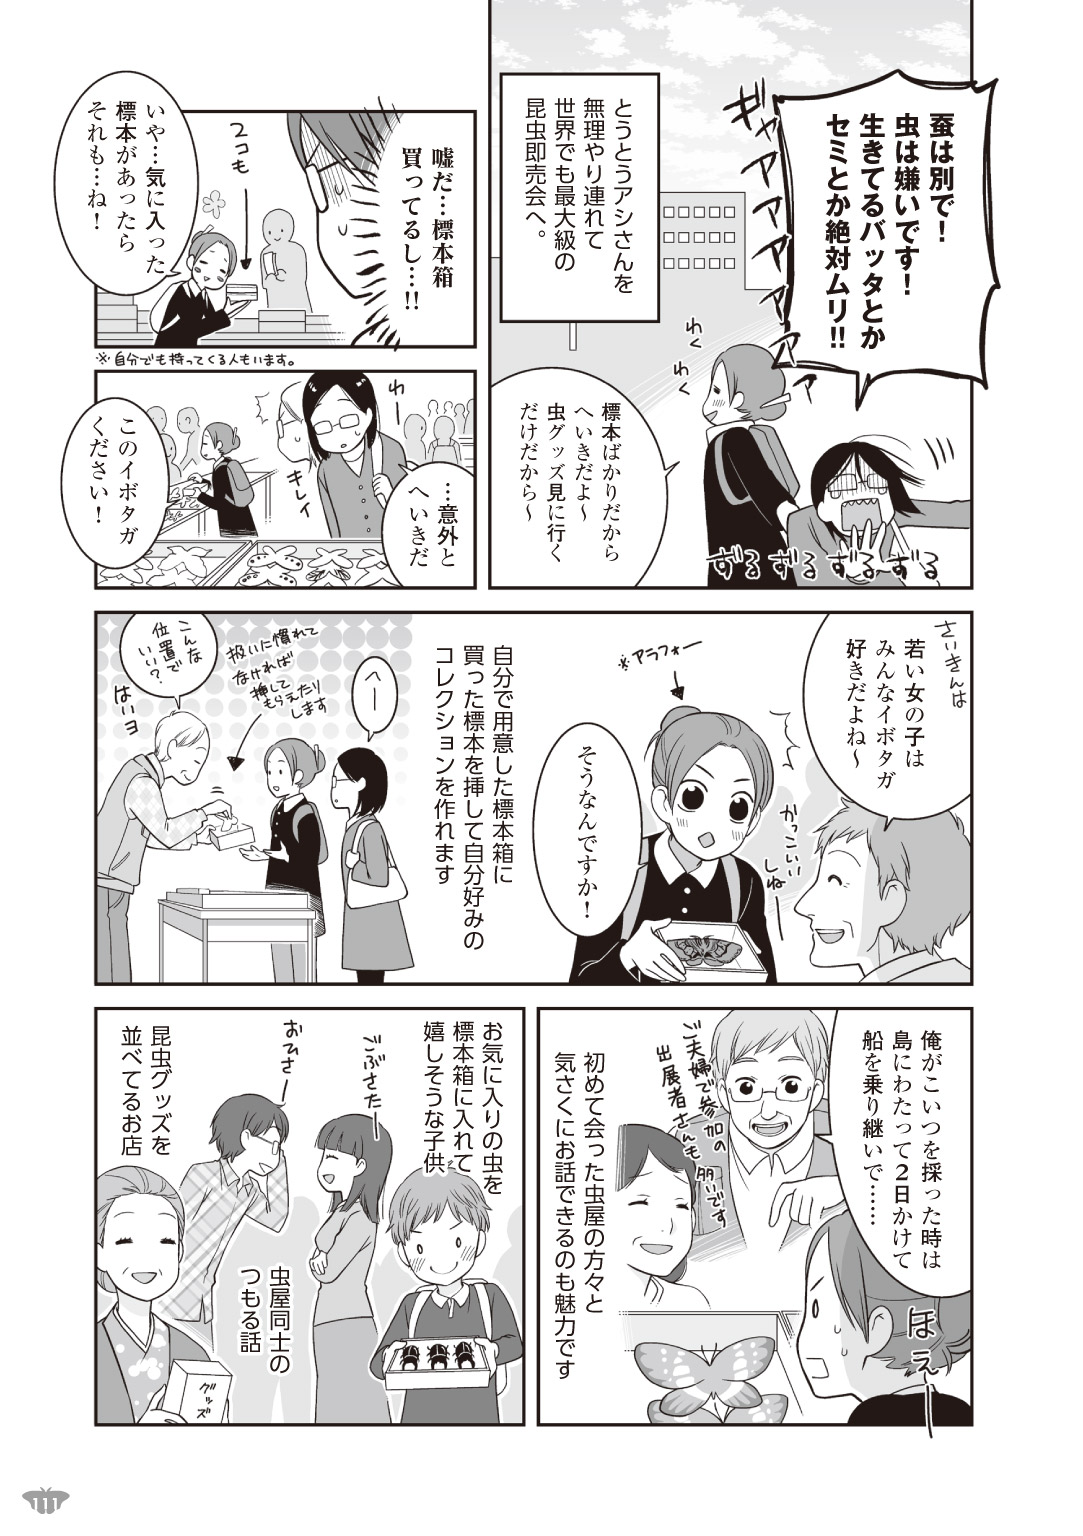 とうとうアシさんを
無理やり連れて
世界でも最大級の
昆虫即売会へ。
蚕は別で!
虫は嫌いです!
生きてるバッタとか
セミとか絶対ムリ!!
ギャアアアアアア
わくわく
標本ばかりだから
へいきだよ〜
虫グッズ見に行く
だけだから〜
ずるずるずる〜ずる
嘘だ…標本箱
買ってるし…!!
2コも
いや…気に入った
標本があったら
それも…ね!
※自分でも持ってくる人もいます。
わー
…意外と
へいきだ
キレイ
このイボタガ
ください!
さいきんは
若い女の子は
みんなイボタガ
好きだよね〜
かっこいい
しねー
※アラフォー
そうなんですか!
自分で用意した標本箱に
買った標本を挿して自分好みの
コレクションを作れます
へー
扱いに慣れて
なければ
挿して
もらえたり
します
こんな
位置で
いい?
はいヨ
俺がこいつを採った時は
島にわたって2日かけて
船を乗り継いで……
ほえー
ご夫婦で参加の
出展者さんも多いです
初めて会った虫屋の方々と
気さくにお話できるのも魅力です
お気に入りの虫を
標本箱に入れて
嬉しそうな子供
ごぶさた
おひさ
虫屋同士の
つもる話
昆虫グッズを
並べてるお店
グッズ
111